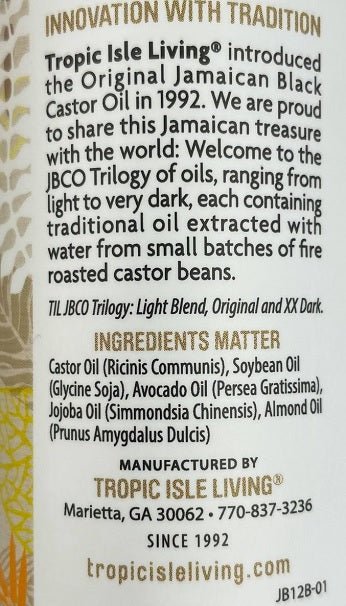 INNOVATION WITH TRADITION
Tropic Isle Living® introduced
the Original Jamaican Black
Castor Oil in 1992. We are proud
to share this Jamaican treasure
with the world: Welcome to the
JBCO Trilogy of oils, ranging from
light to very dark, each containing
traditional oil extracted with
water from small batches of fire
roasted castor beans.
TIL JBCO Trilogy: Light Blend, Original and XX Dark.
INGREDIENTS MATTER
Castor Oil (Ricinis Communis), Soybean Oil
(Glycine Soja), Avocado Oil (Persea Gratissima),
Jojoba Oil (Simmondsia Chinensis), Almond Oil
(Prunus Amygdalus Dulcis)
MANUFACTURED BY
TROPIC ISLE LIVING®
Marietta, GA 30062 • 770-837-3236
SINCE 1992
tropicisleliving.com
JB12B-01